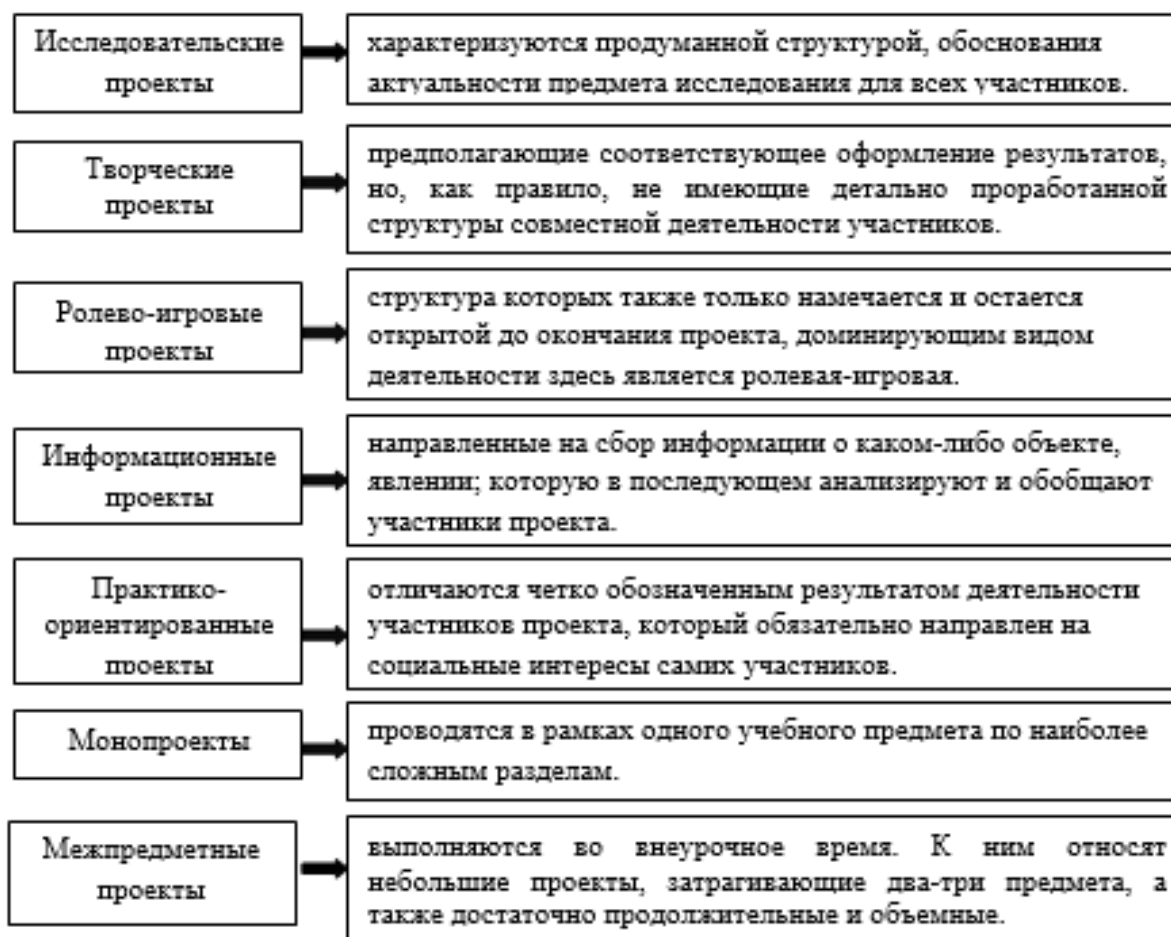 Исследовательские
проекты
характеризуются продуманной структурой, обоснования
актуальности предмета исследования для всех участников.
Творческие
проекты
предполагающие соответствующее оформление результатов,
но, как правило, не имеющие детально проработанной
структуры совместной деятельности участников.
Ролево-игровые
проекты
структура которых также только намечается и остается
открытой до окончания проекта, доминирующим видом
деятельности здесь является ролевая-игровая.
Информационные
проекты
направленные на сбор информации о каком-либо объекте,
явлении; которую в последующем анализируют и обобщают
участники проекта.
Практико-
ориентированные
проекты
отличаются четко обозначенным результатом деятельности
участников проекта, который обязательно направлен на
социальные интересы самих участников.
Монопроекты
проводятся в рамках одного учебного предмета по наиболее
сложным разделам.
Межпредметные
проекты
выполняются во внеурочное время. К ним относят
небольшие проекты, затрагивающие два-три предмета, а
также достаточно продолжительные и объемные.